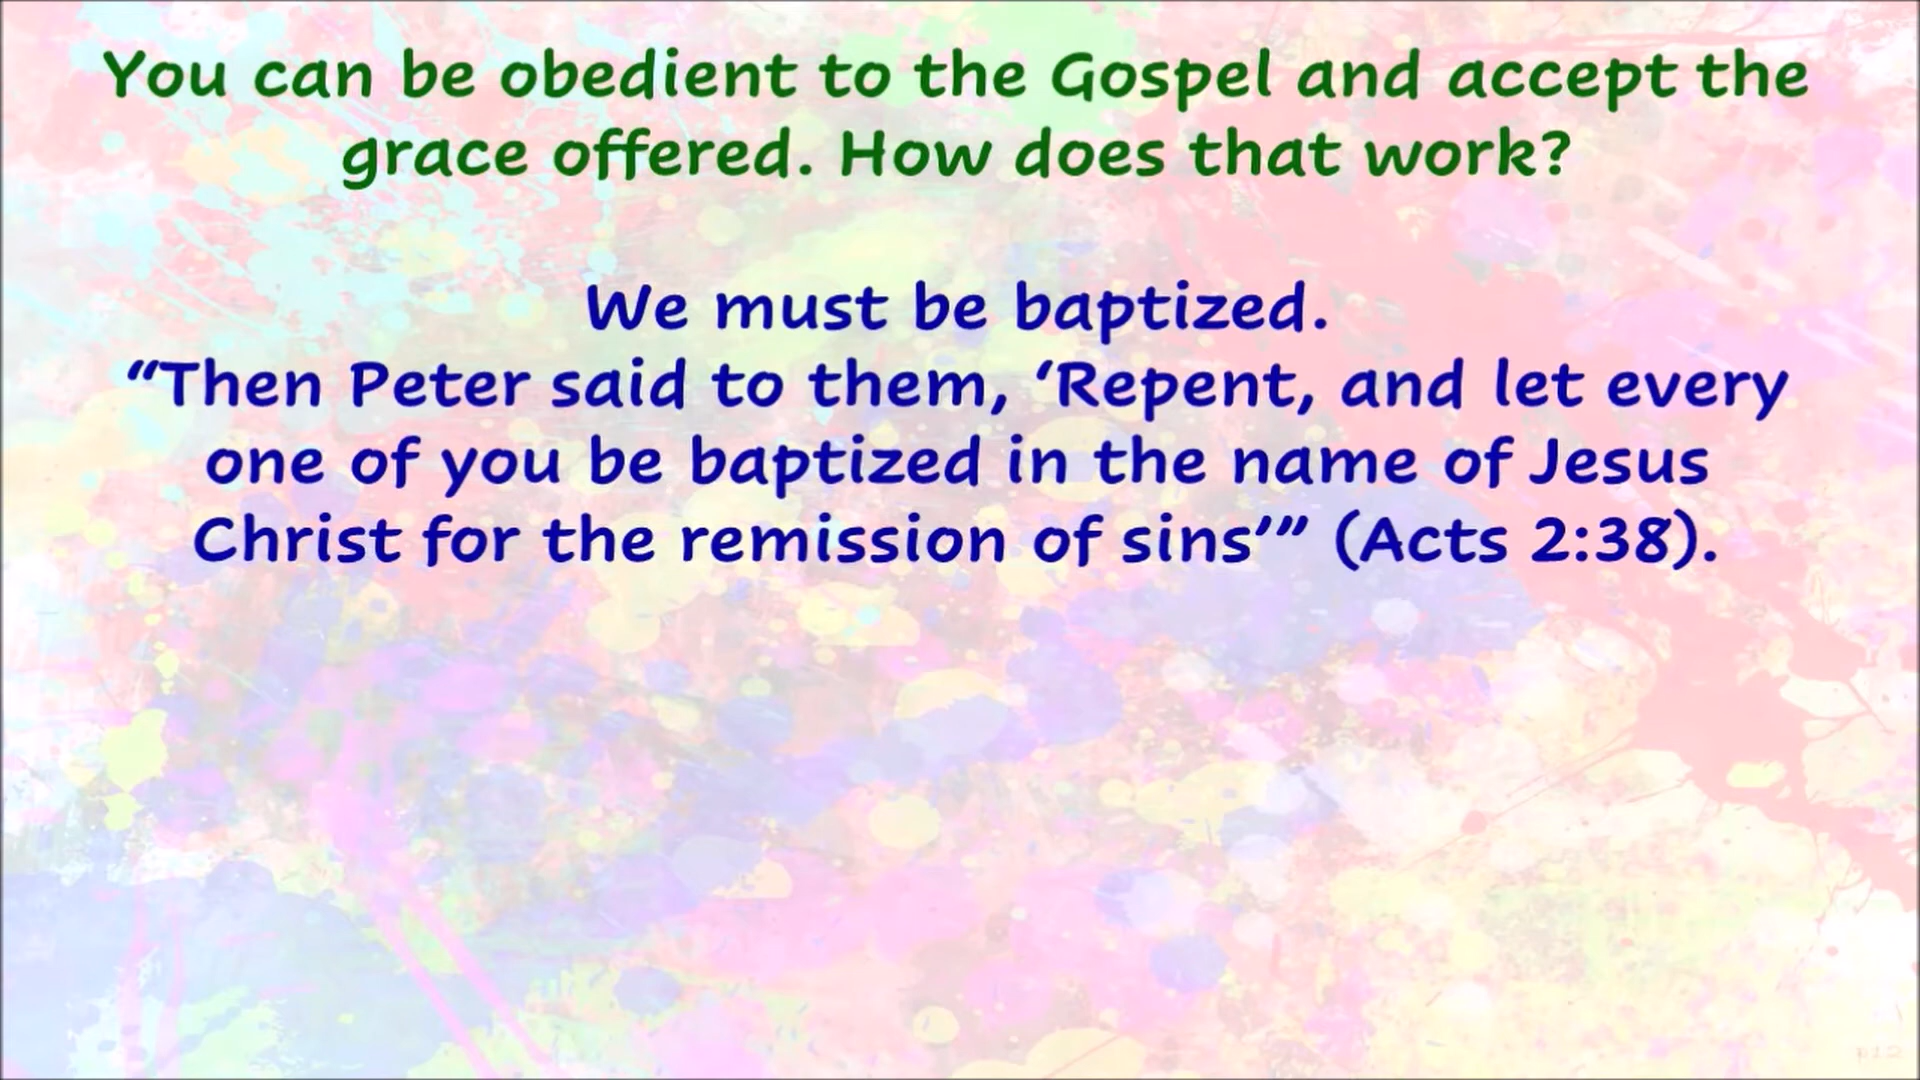 You can be obedient to the Gospel and accept the
grace offered. How does that work?
We must be baptized.
“Then Peter said to them, ‘Repent, and let every
one of you be baptized in the name of Jesus
Christ for the remission of sins’” (Acts 2:38).
p12